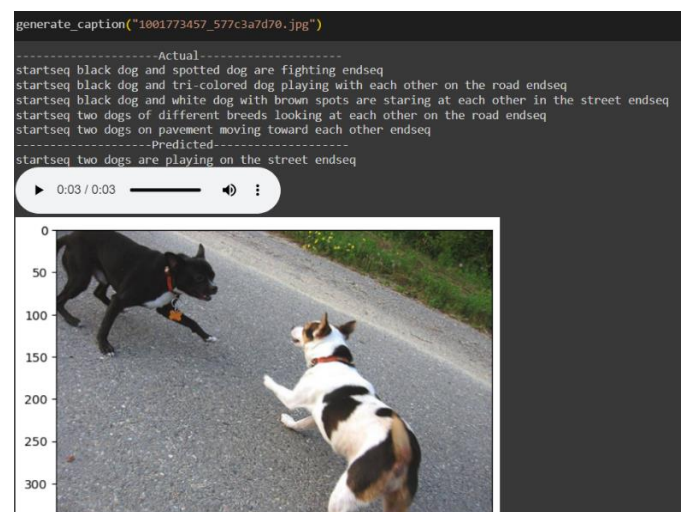 generate_caption("1001773457_577c3a7d70.jpg")
---------------------Actual---------------------
startseq black dog and spotted dog are fighting endseq
startseq black dog and tri-colored dog playing with each other on the road endseq
startseq black dog and white dog with brown spots are staring at each other in the street endseq
startseq two dogs of different breeds looking at each other on the road endseq
startseq two dogs on pavement moving toward each other endseq
--------------------Predicted--------------------
startseq two dogs are playing on the street endseq
0:03 / 0:03
0
50
100
150
200
250
300